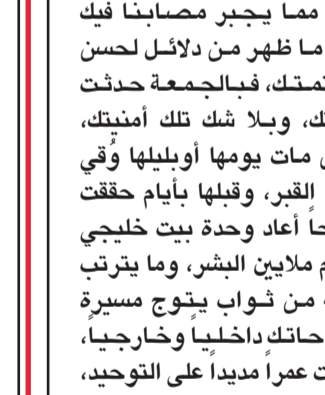 مما يجبر مصابنا فيك
ما ظهر من دلائل لحسن
فبالجمعة حدثت
وبلا شك تلك أمنيتك،
مات يومها أوبليلها وُقي
القبر، وقبلها بأيام حققت
أعاد وحدة بيت خليجي
ملايين البشر، وما يترتب
من ثواب يتوج مسيرةٍ
داخلياً وخارجياً،
عمراً مديداً على التوحيد،